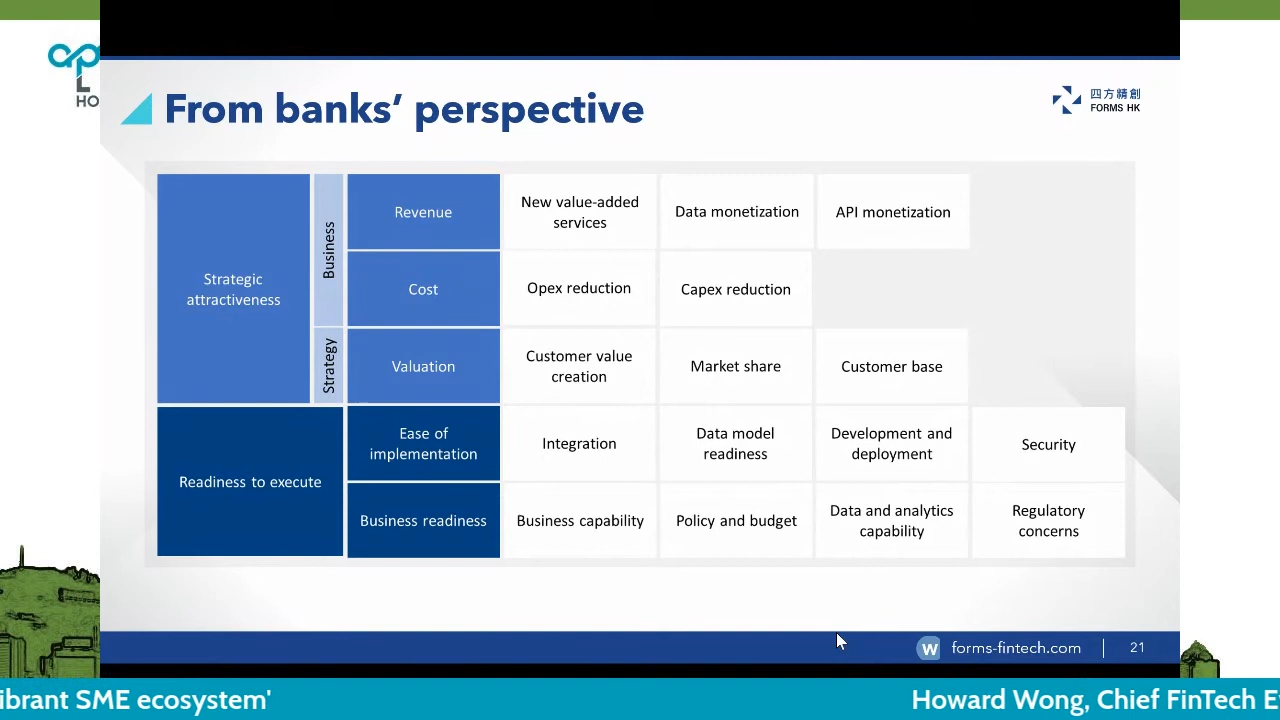 ap
L
HO
From banks’ perspective
四方精創
FORMS HK
Strategic
attractiveness
Business
Revenue
New value-added
services
Data monetization
API monetization
Cost
Opex reduction
Capex reduction
Strategy
Valuation
Customer value
creation
Market share
Customer base
Readiness to execute
Ease of
implementation
Integration
Data model
readiness
Development and
deployment
Security
Business readiness
Business capability
Policy and budget
Data and analytics
capability
Regulatory
concerns
W
forms-fintech.com
21
ibrant SME ecosystem'
Howard Wong, Chief FinTech E